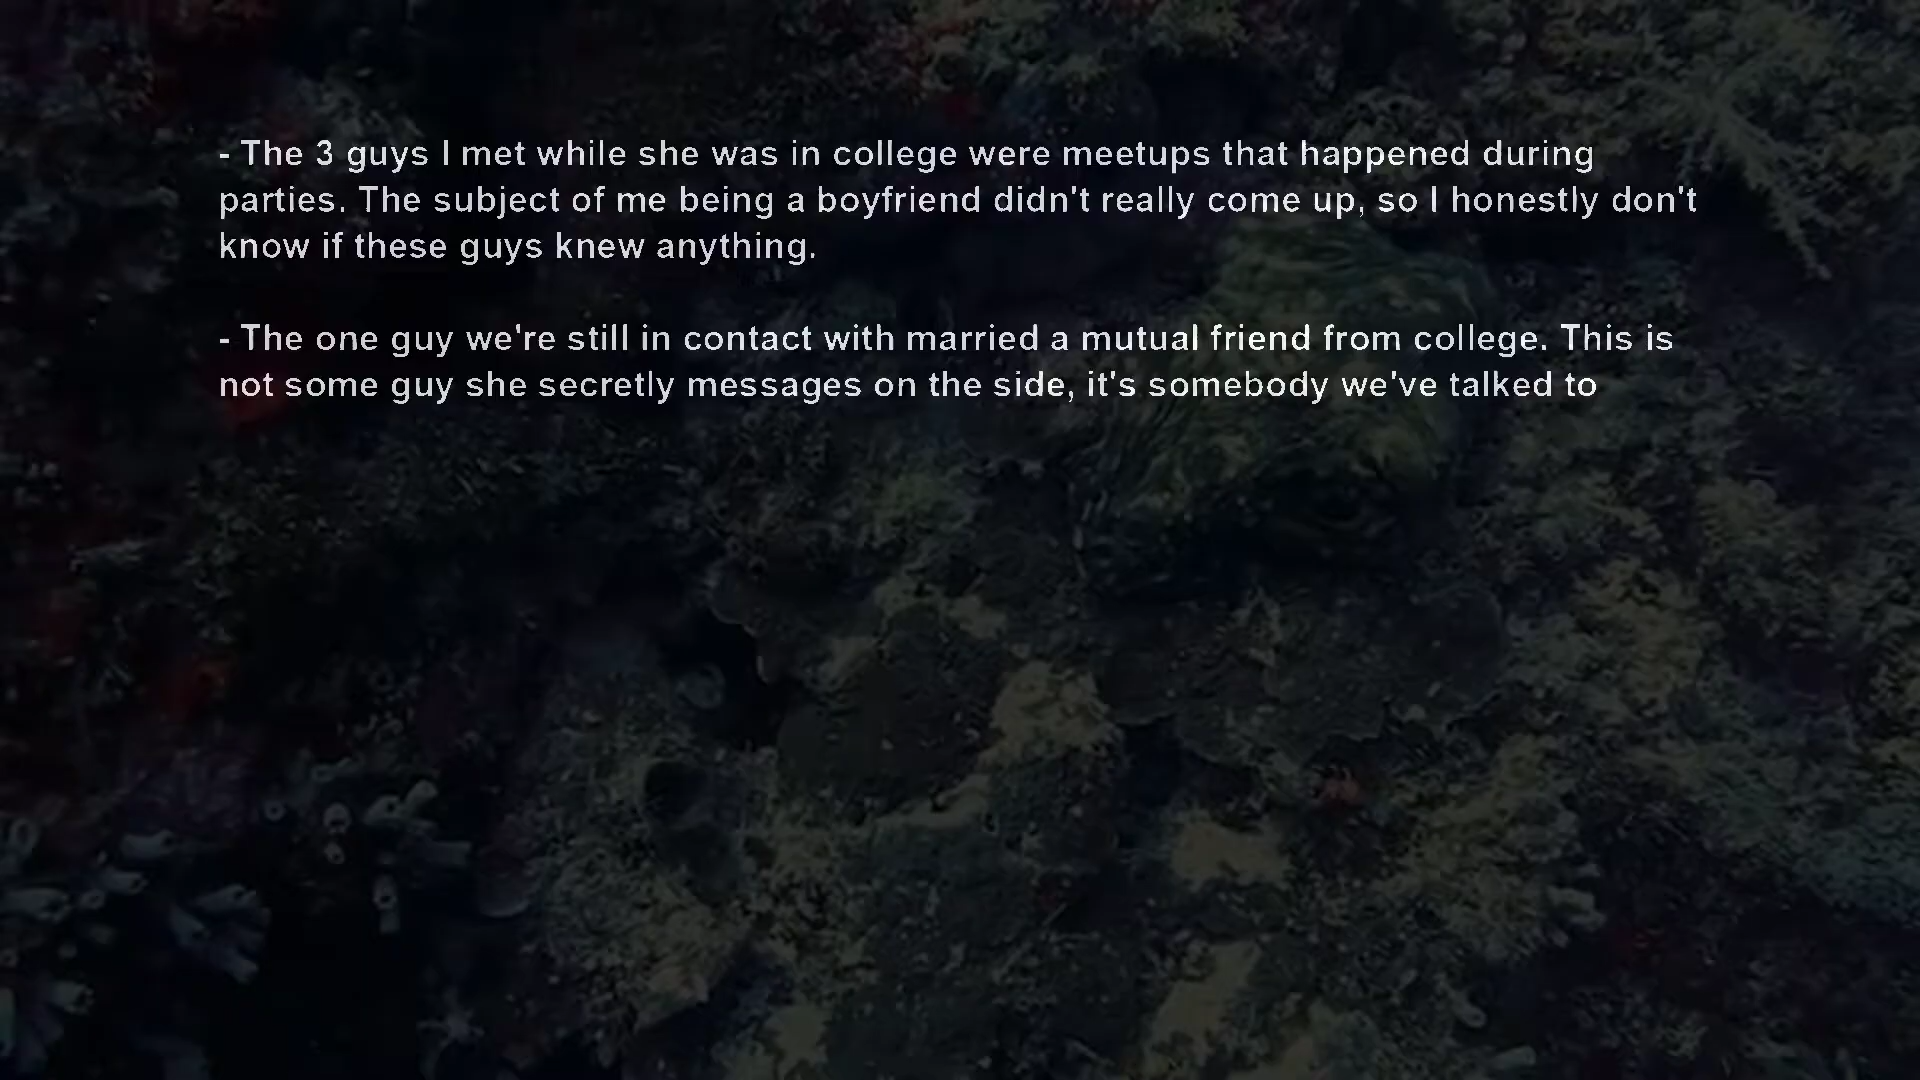 - The 3 guys I met while she was in college were meetups that happened during
parties. The subject of me being a boyfriend didn't really come up, so I honestly don't
know if these guys knew anything.
- The one guy we're still in contact with married a mutual friend from college. This is
not some guy she secretly messages on the side, it's somebody we've talked to